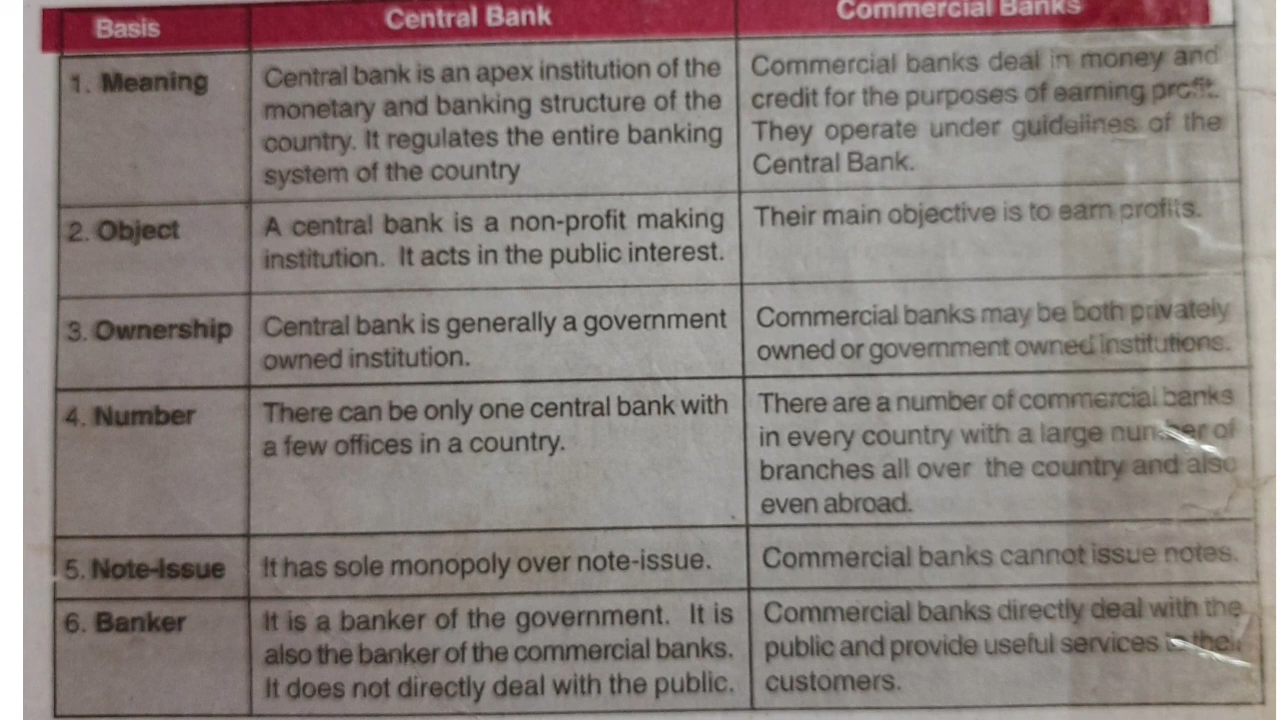 Basis
Central Bank
Commercial Banks
1. Meaning
Central bank is an apex institution of the
monetary and banking structure of the
country. It regulates the entire banking
system of the country
Commercial banks deal in money and
credit for the purposes of earning profit.
They operate under guidelines of the
Central Bank.
2. Object
A central bank is a non-profit making
institution. It acts in the public interest.
Their main objective is to earn profits.
3. Ownership
Central bank is generally a government
owned institution.
Commercial banks may be both privately
owned or government owned institutions.
4. Number
There can be only one central bank with
a few offices in a country.
There are a number of commercial banks
in every country with a large number of
branches all over the country and also
even abroad.
5. Note-Issue
It has sole monopoly over note-issue.
Commercial banks cannot issue notes.
6. Banker
It is a banker of the government. It is
also the banker of the commercial banks.
It does not directly deal with the public.
Commercial banks directly deal with the
public and provide useful services to their
customers.